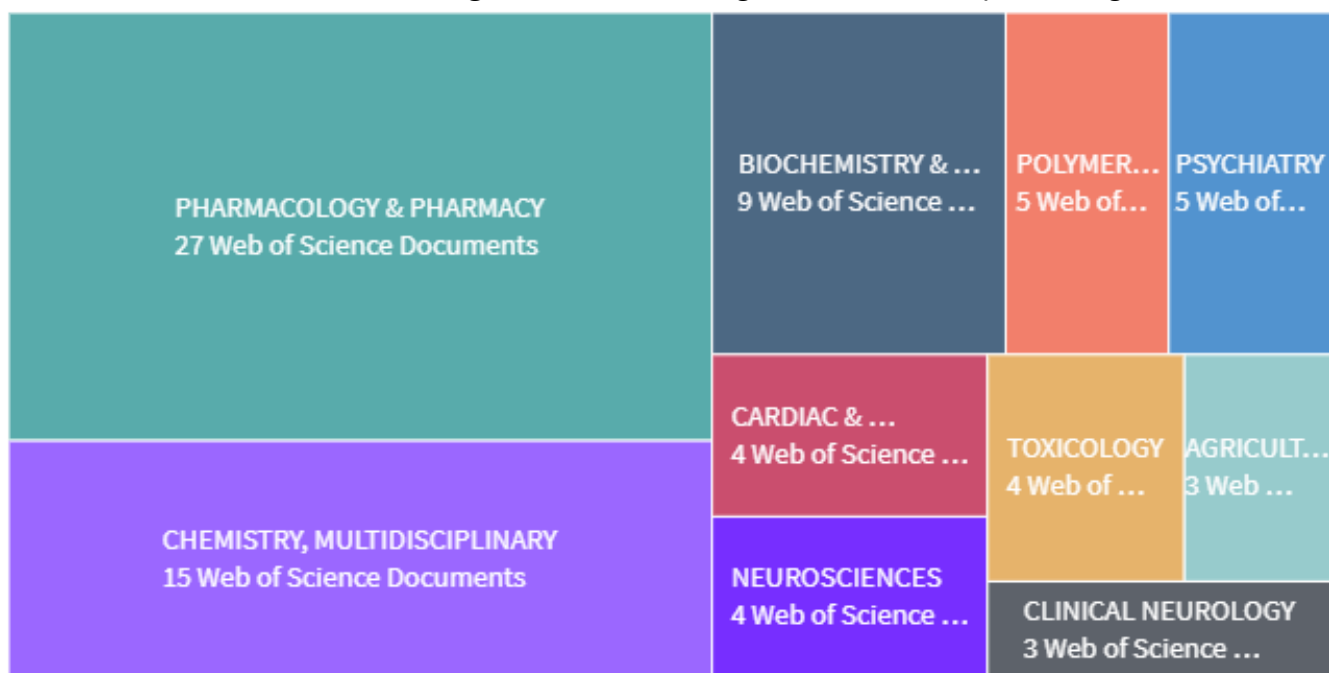 PHARMACOLOGY & PHARMACY
27 Web of Science Documents
CHEMISTRY, MULTIDISCIPLINARY
15 Web of Science Documents
BIOCHEMISTRY & ...
9 Web of Science ...
POLYMER...
5 Web of...
PSYCHIATRY
5 Web of...
CARDIAC & ...
4 Web of Science ...
NEUROSCIENCES
4 Web of Science ...
TOXICOLOGY
4 Web of ...
AGRICULT...
3 Web ...
CLINICAL NEUROLOGY
3 Web of Science ...